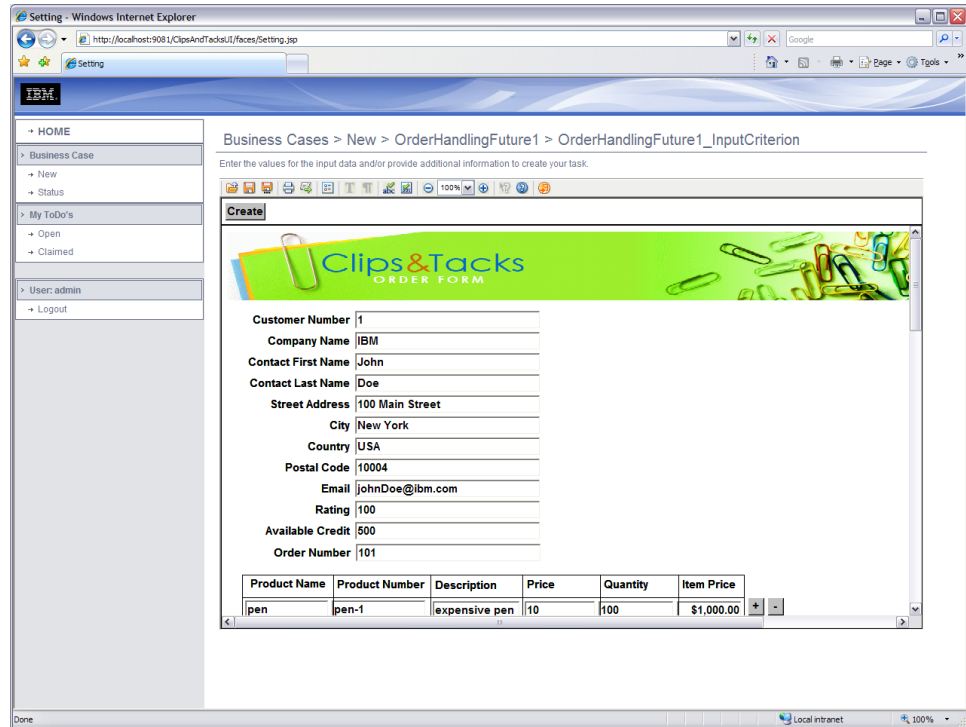 Setting - Windows Internet Explorer
http://localhost:9081/ClipsAndTacksUI/faces/Setting.jsp
Google
Setting
Page
Tools
»
IBM.
HOME
Business Cases > New > OrderHandlingFuture1 > OrderHandlingFuture1_InputCriterion
> Business Case
Enter the values for the input data and/or provide additional information to create your task.
New
Status
100%
> My ToDo's
Create
Open
Claimed
Clips&Tacks
ORDER FORM
> User: admin
Logout
Customer Number 1
Company Name IBM
Contact First Name John
Contact Last Name Doe
Street Address 100 Main Street
City New York
Country USA
Postal Code 10004
Email johnDoe@ibm.com
Rating 100
Available Credit 500
Order Number 101
Product Name Product Number Description Price Quantity Item Price
pen pen-1 expensive pen 10 100 $1,000.00 + -
Done Local intranet 100%